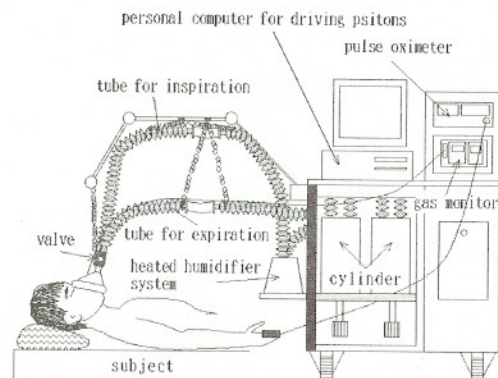 personal computer for driving psitons
pulse oximeter
tube for inspiration
gas monitor
valve
tube for expiration
heated humidifier
system
cylinder
subject